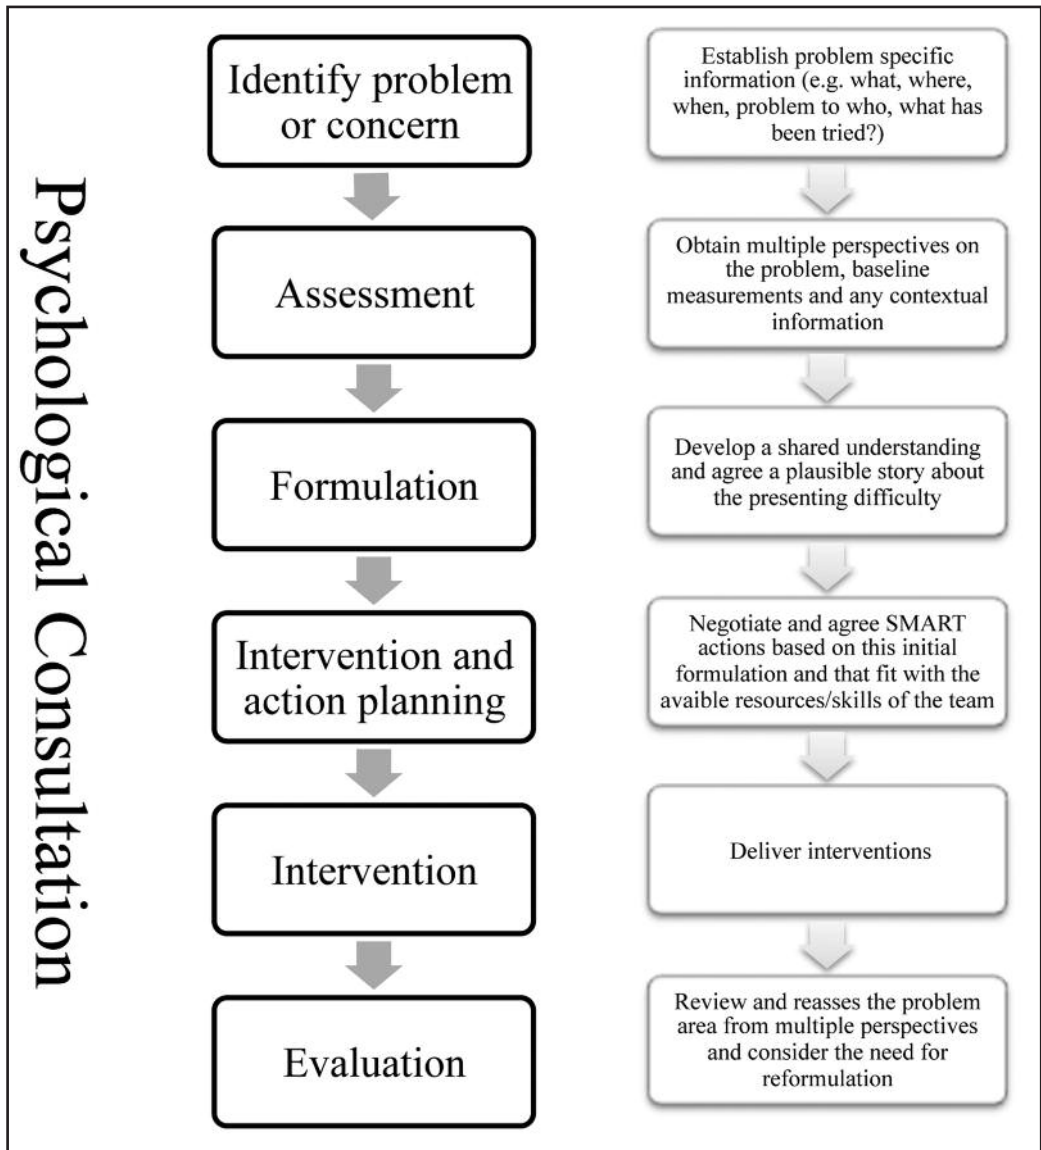 Psychological Consultation
Identify problem
or concern
Establish problem specific
information (e.g. what, where,
when, problem to who, what has
been tried?)
Assessment
Obtain multiple perspectives on
the problem, baseline
measurements and any contextual
information
Formulation
Develop a shared understanding
and agree a plausible story about
the presenting difficulty
Intervention and
action planning
Negotiate and agree SMART
actions based on this initial
formulation and that fit with the
avaible resources/skills of the team
Intervention
Deliver interventions
Evaluation
Review and reasses the problem
area from multiple perspectives
and consider the need for
reformulation